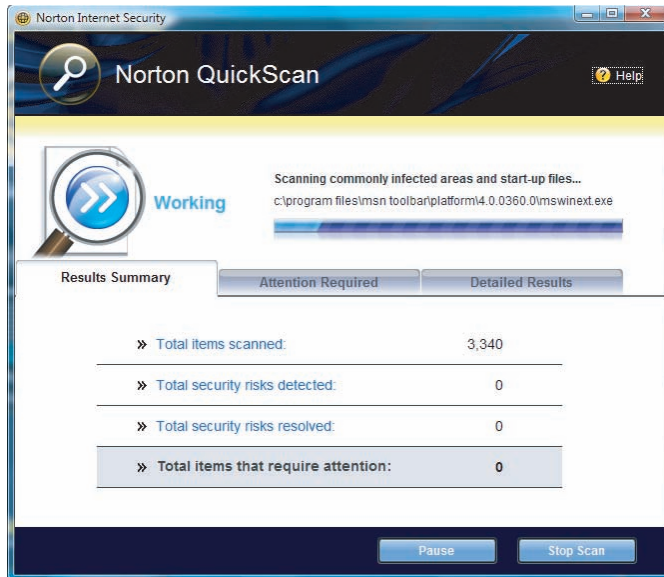 Norton Internet Security
Norton QuickScan
? Help
Working
Scanning commonly infected areas and start-up files...
c:\program files\msn toolbar\platform\4.0.0360.0\mswinext.exe
Results Summary Attention Required Detailed Results
» Total items scanned: 3,340
» Total security risks detected: 0
» Total security risks resolved: 0
» Total items that require attention: 0
Pause Stop Scan